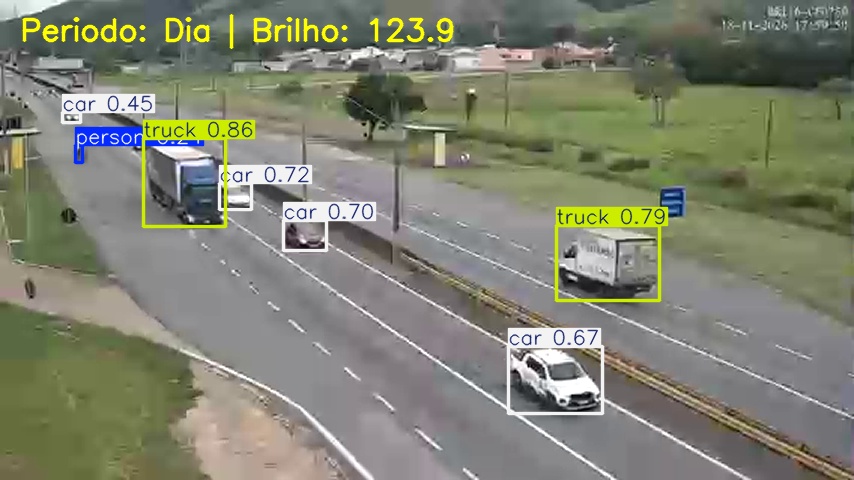 Periodo: Dia | Brilho: 123.9
car 0.45
truck 0.86
person
car 0.72
car 0.70
truck 0.79
car 0.67